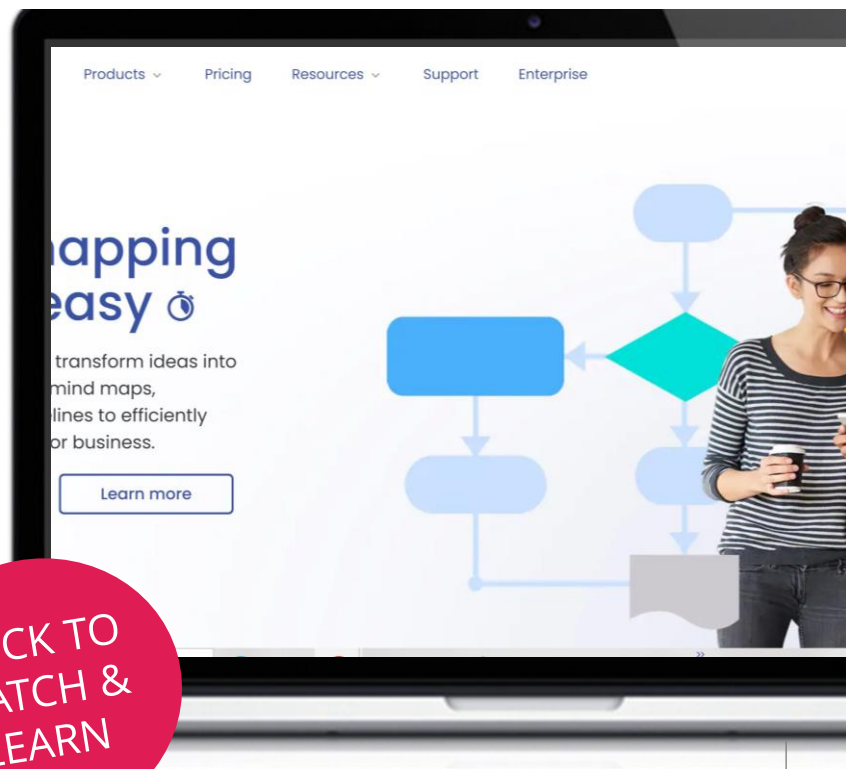 Products Pricing Resources Support Enterprise
apping
easy
transform ideas into
mind maps,
lines to efficiently
or business.
Learn more
CK TO
ATCH &
LEARN